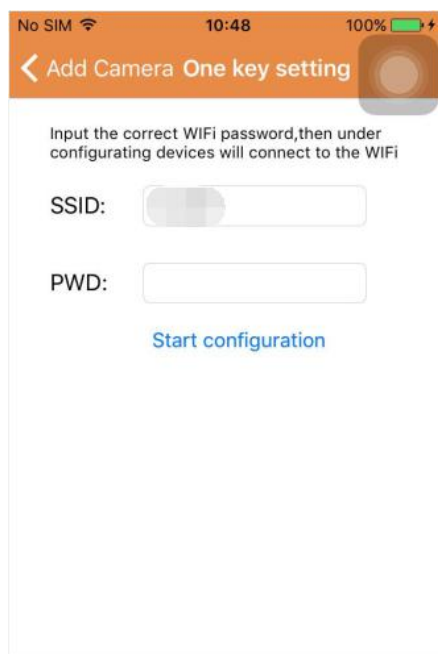 No SIM 10:48 100%
Add Camera One key setting
Input the correct WIFi password,then under
configurating devices will connect to the WIFi
SSID:
PWD:
Start configuration